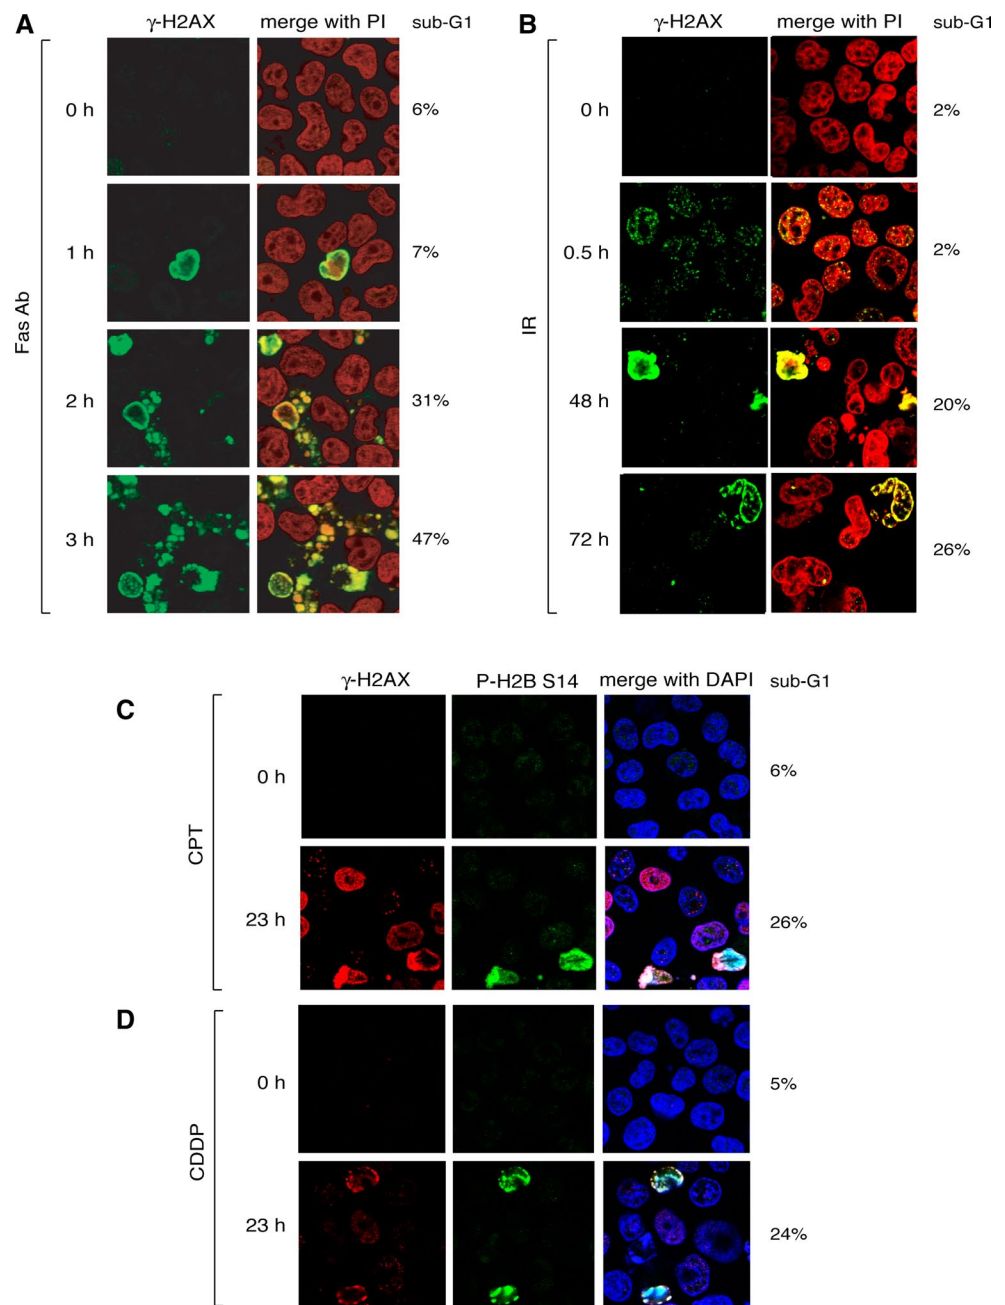 A
γ-H2AX
merge with PI
sub-G1
Fas Ab
0 h
6%
1 h
7%
2 h
31%
3 h
47%
B
γ-H2AX
merge with PI
sub-G1
IR
0 h
2%
0.5 h
2%
48 h
20%
72 h
26%
C
γ-H2AX
P-H2B S14
merge with DAPI
sub-G1
CPT
0 h
6%
23 h
26%
D
CDDP
0 h
5%
23 h
24%